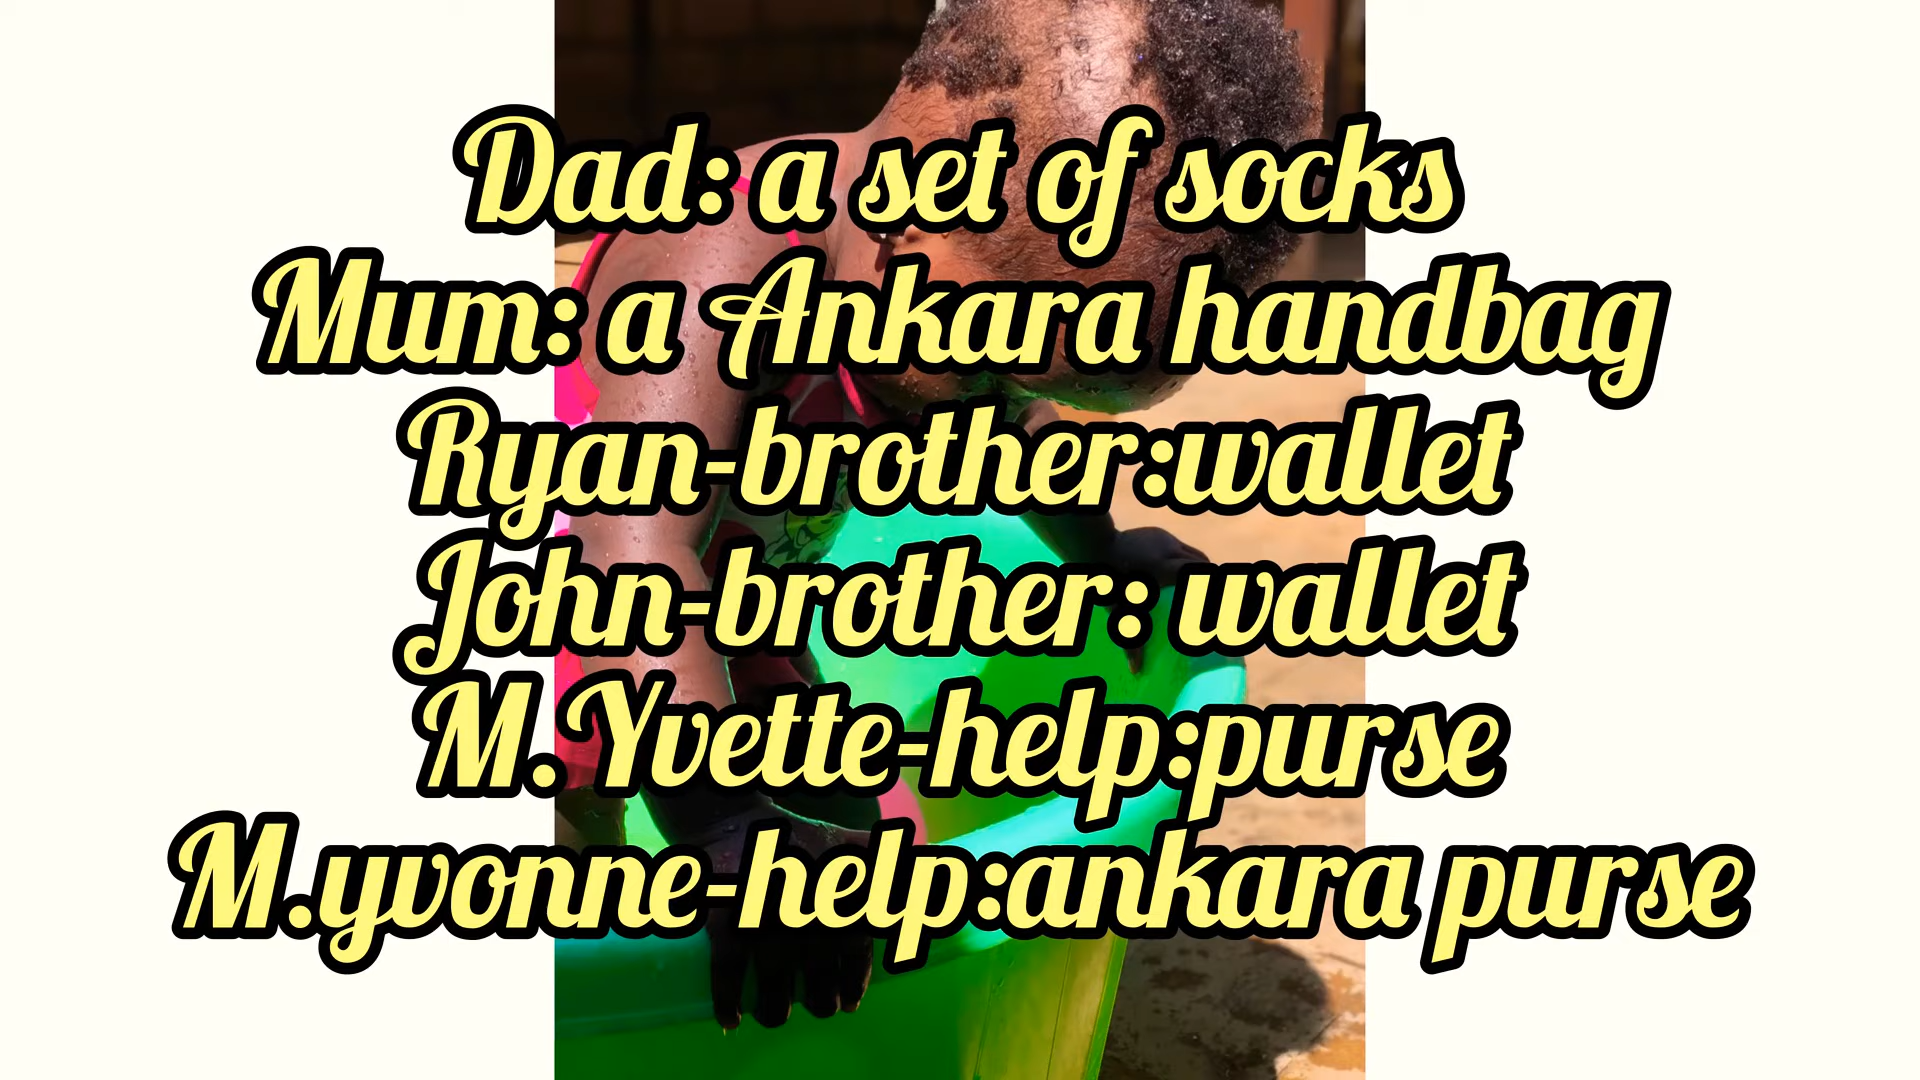 Dad: a set of socks
Mum: a Ankara handbag
Ryan-brother:wallet
John-brother: wallet
M. Yvette-help:purse
M.yvonne-help:ankara purse